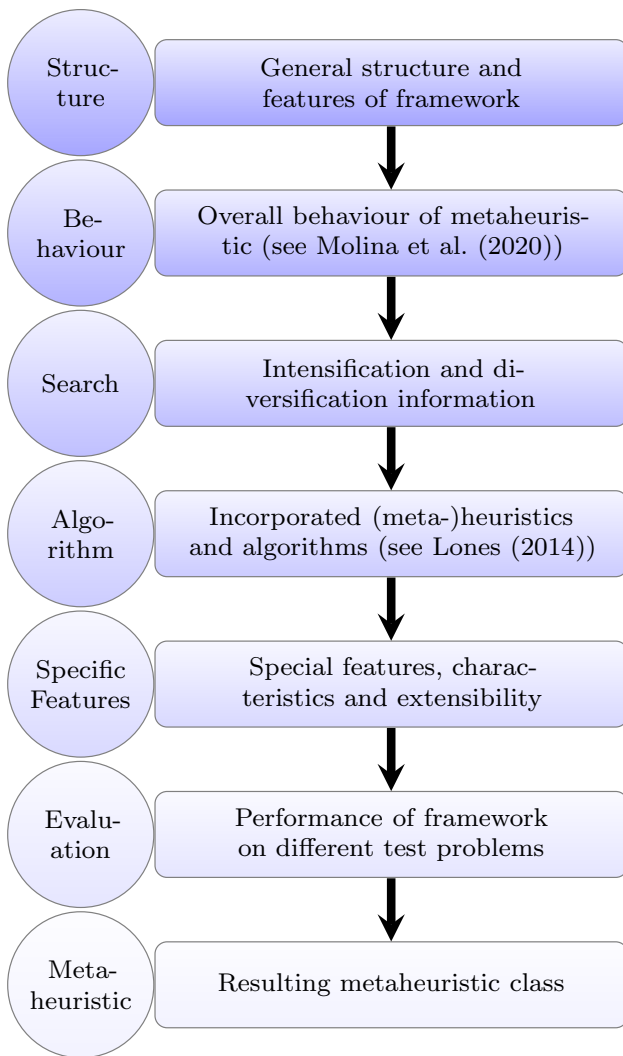 Struc-
ture
General structure and
features of framework
Be-
haviour
Overall behaviour of metaheuris-
tic (see Molina et al. (2020))
Search
Intensification and di-
versification information
Algo-
rithm
Incorporated (meta-)heuristics
and algorithms (see Lones (2014))
Specific
Features
Special features, charac-
teristics and extensibility
Evalu-
ation
Performance of framework
on different test problems
Meta-
heuristic
Resulting metaheuristic class